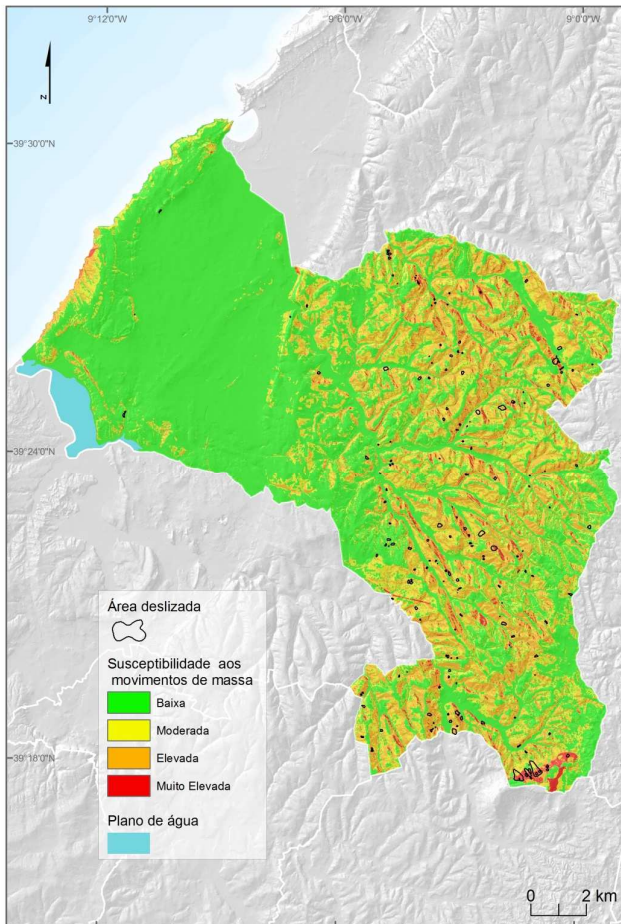 9°12'0"W
9°6'0"W
9°0'0"W
N
39°30'0"N
39°24'0"N
39°18'0"N
Área deslizada
Susceptibilidade aos
movimentos de massa
Baixa
Moderada
Elevada
Muito Elevada
Plano de água
0 2 km